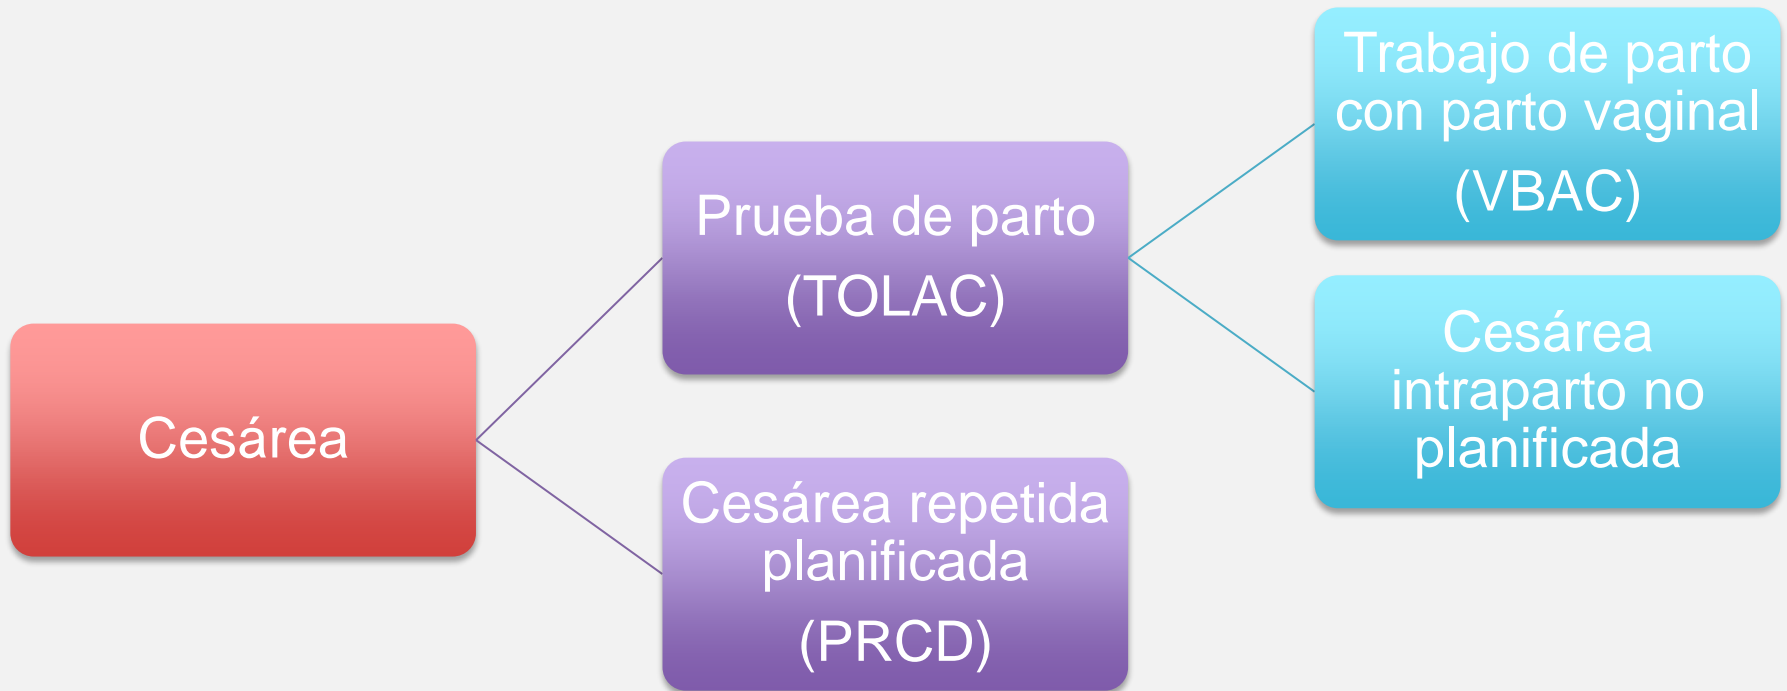 Cesárea
Prueba de parto
(TOLAC)
Cesárea repetida
planificada
(PRCD)
Trabajo de parto
con parto vaginal
(VBAC)
Cesárea
intraparto no
planificada